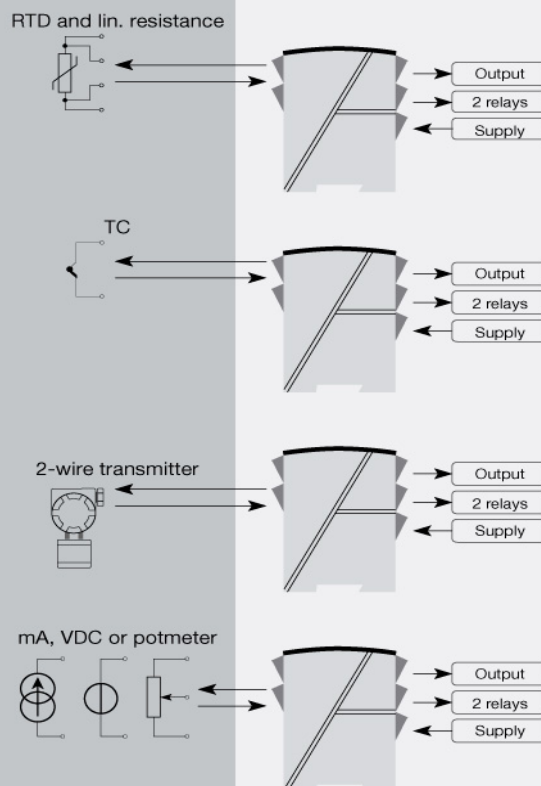 RTD and lin. resistance
Output
2 relays
Supply
TC
Output
2 relays
Supply
2-wire transmitter
Output
2 relays
Supply
mA, VDC or potmeter
Output
2 relays
Supply